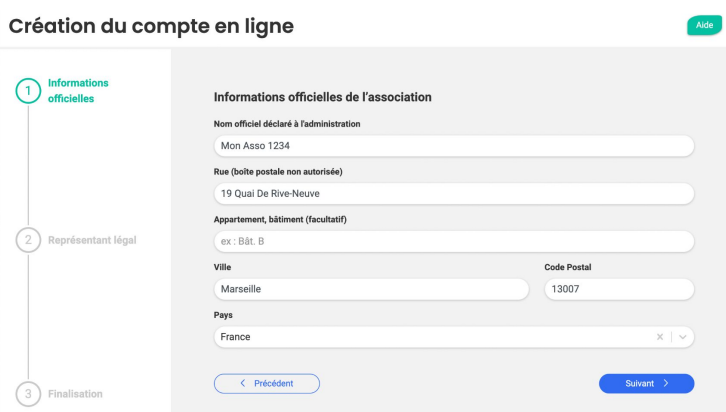 Création du compte en ligne
Aide
1
Informations
officielles
Informations officielles de l'association
Nom officiel déclaré à l'administration
Mon Asso 1234
Rue (boîte postale non autorisée)
19 Quai De Rive-Neuve
Appartement, bâtiment (facultatif)
ex : Bât. B
2
Représentant légal
Ville
Code Postal
Marseille
13007
Pays
France
Précédent
Suivant
3
Finalisation